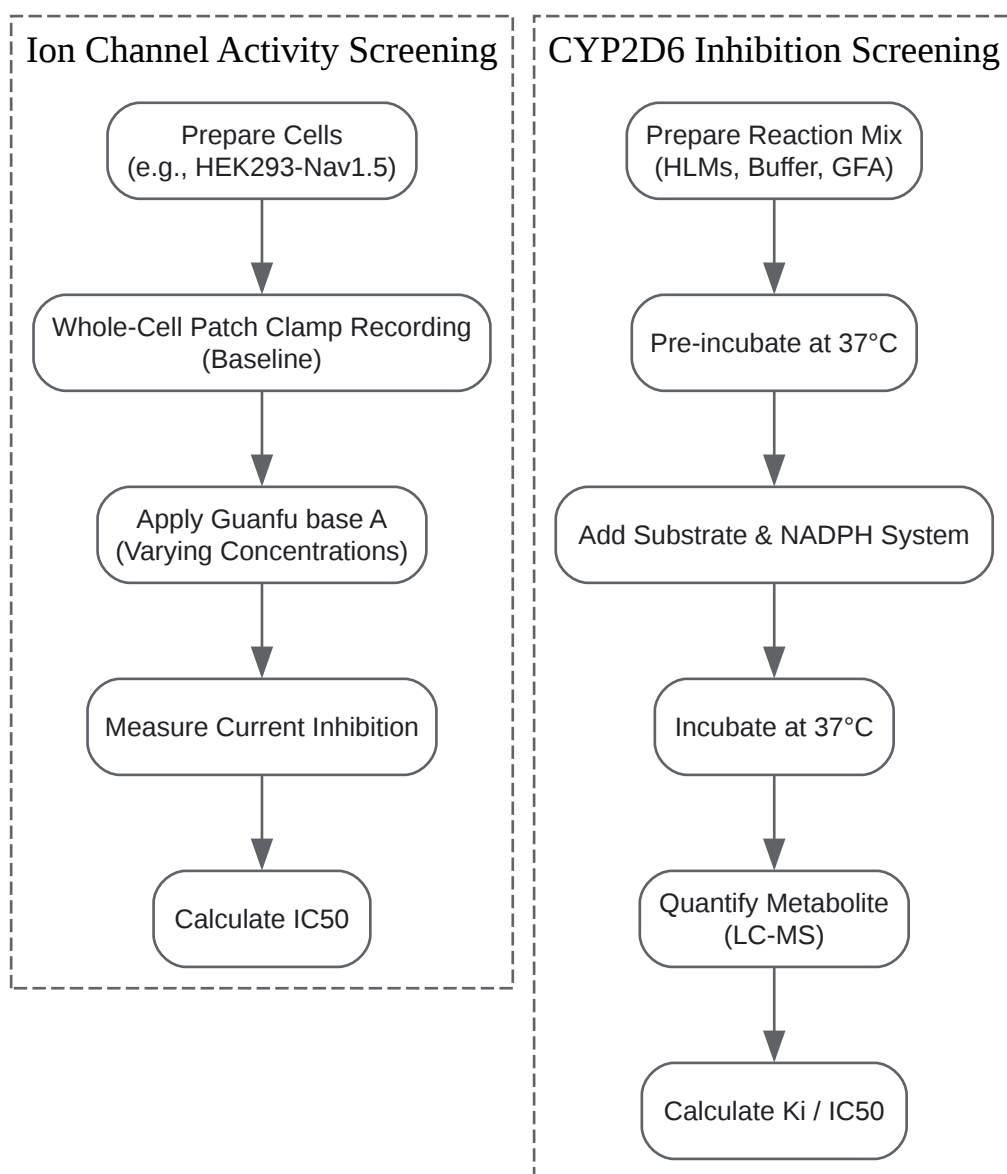 Ion Channel Activity Screening
Prepare Cells
(e.g., HEK293-Nav1.5)
Whole-Cell Patch Clamp Recording
(Baseline)
Apply Guanfu base A
(Varying Concentrations)
Measure Current Inhibition
Calculate IC50
CYP2D6 Inhibition Screening
Prepare Reaction Mix
(HLMs, Buffer, GFA)
Pre-incubate at 37°C
Add Substrate & NADPH System
Incubate at 37°C
Quantify Metabolite
(LC-MS)
Calculate Ki / IC50